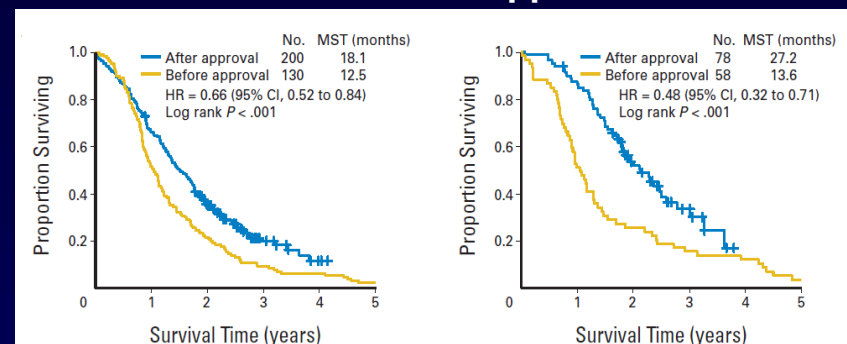 No. MST (months)
After approval 200 18.1
Before approval 130 12.5
HR = 0.66 (95% CI, 0.52 to 0.84)
Log rank P < .001
Proportion Surviving
1.0
0.8
0.6
0.4
0.2
0 1 2 3 4 5
Survival Time (years)
No. MST (months)
After approval 78 27.2
Before approval 58 13.6
HR = 0.48 (95% CI, 0.32 to 0.71)
Log rank P < .001
Proportion Surviving
1.0
0.8
0.6
0.4
0.2
0 1 2 3 4 5
Survival Time (years)